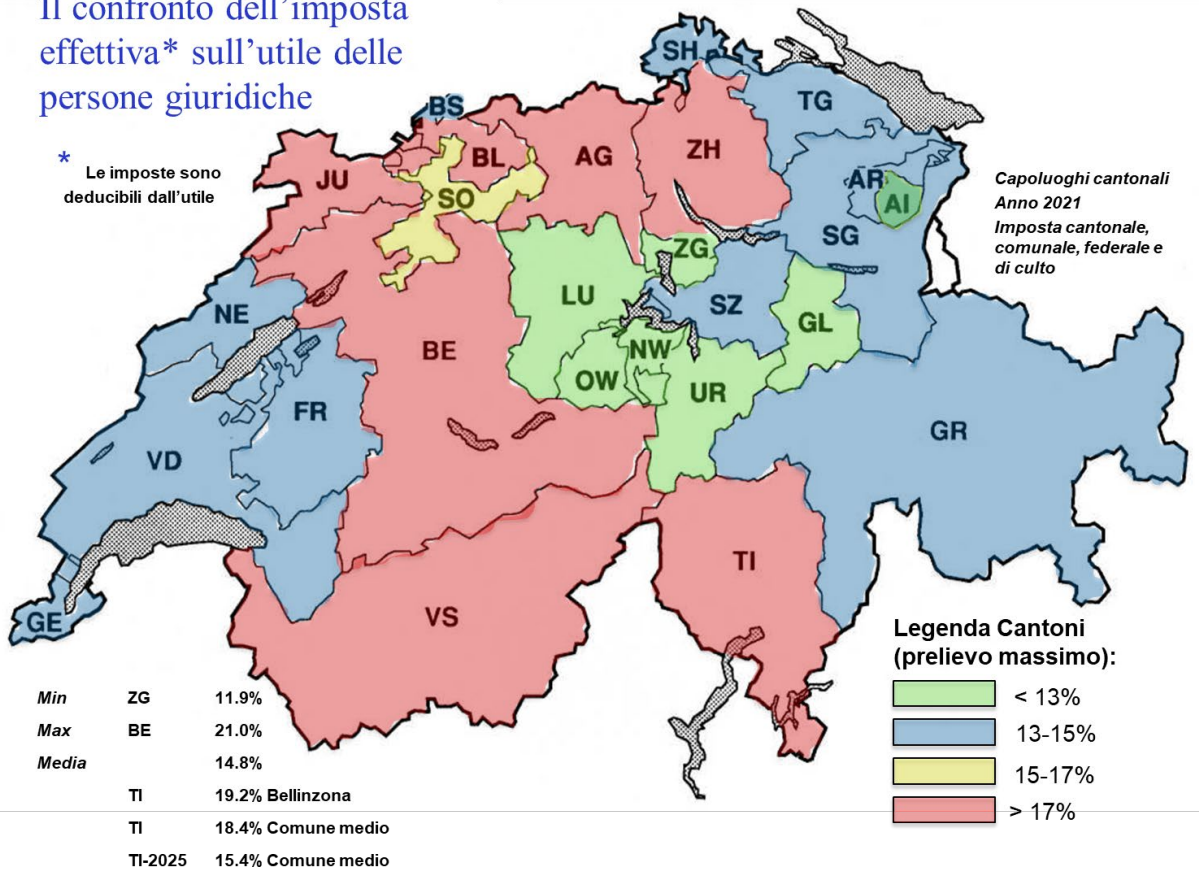 Il confronto dell'imposta
effettiva* sull'utile delle
persone giuridiche
* Le imposte sono
deducibili dall'utile
Capoluoghi cantonali
Anno 2021
Imposta cantonale,
comunale, federale e
di culto
SH
BS
TG
BL
AG
ZH
JU
AR
AI
SO
SG
ZG
LU
SZ
NE
GL
BE
NW
OW
UR
FR
GR
VD
TI
VS
GE
Legenda Cantoni
(prelievo massimo):
< 13%
13-15%
15-17%
> 17%
Min ZG 11.9%
Max BE 21.0%
Media 14.8%
TI 19.2% Bellinzona
TI 18.4% Comune medio
TI-2025 15.4% Comune medio